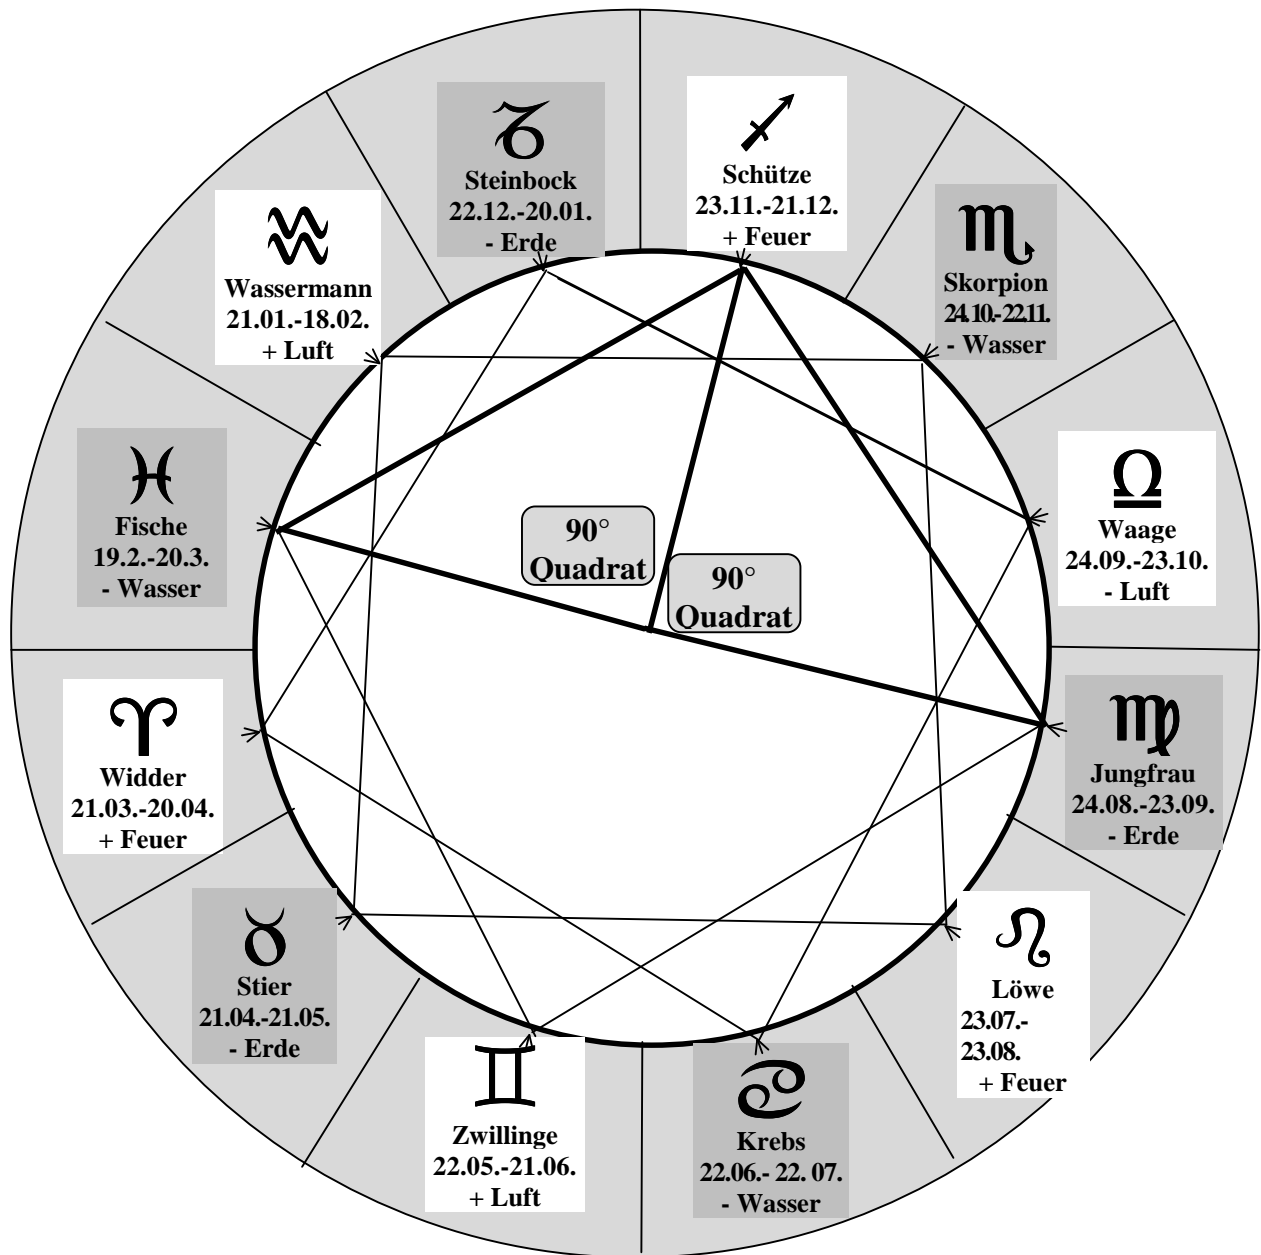 Steinbock
22.12.-20.01.
- Erde
Schütze
23.11.-21.12.
+ Feuer
Wassermann
21.01.-18.02.
+ Luft
Skorpion
24.10.-22.11.
- Wasser
Fische
19.2.-20.3.
- Wasser
Waage
24.09.-23.10.
- Luft
90°
Quadrat
90°
Quadrat
Widder
21.03.-20.04.
+ Feuer
Jungfrau
24.08.-23.09.
- Erde
Stier
21.04.-21.05.
- Erde
Löwe
23.07.-
23.08.
+ Feuer
Zwillinge
22.05.-21.06.
+ Luft
Krebs
22.06.- 22. 07.
- Wasser